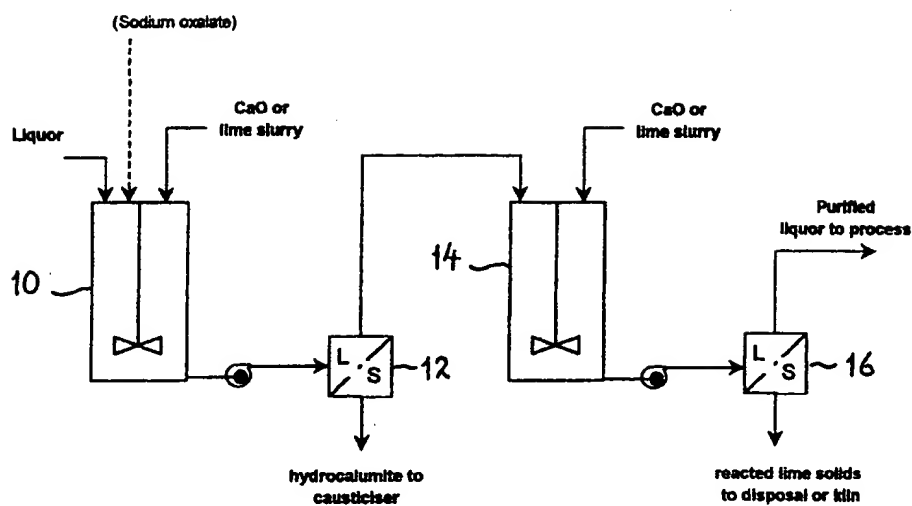 (Sodium oxalate)
CaO or
lime slurry
Liquor
CaO or
lime slurry
Purified
liquor to process
10
14
L
S
12
L
S
16
hydrocalumite to
causticiser
reacted lime solids
to disposal or kiln